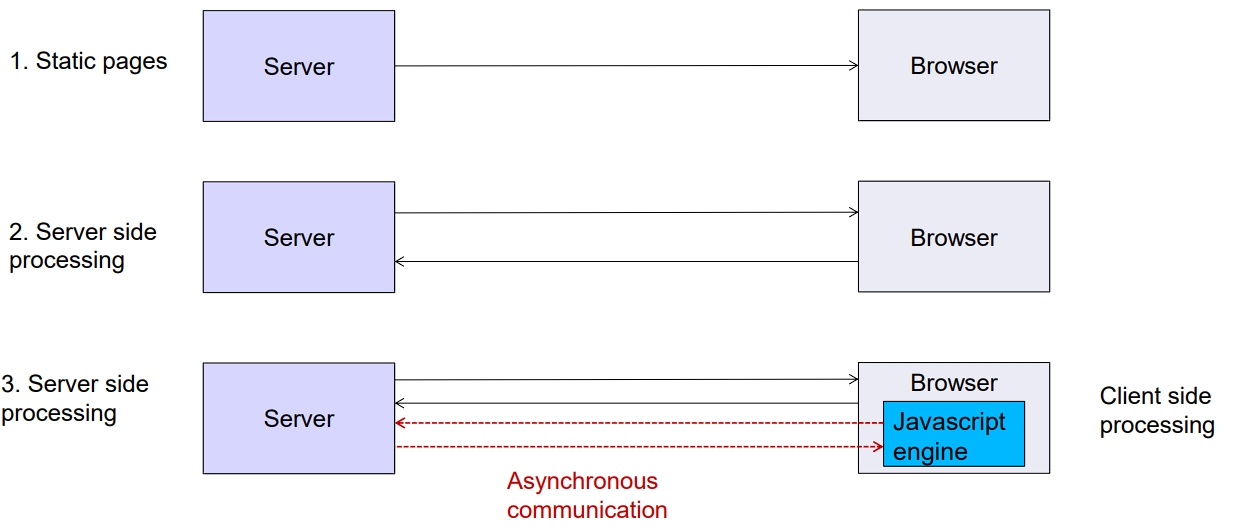 1. Static pages
Server
Browser
2. Server side
processing
Server
Browser
3. Server side
processing
Server
Browser
Javascript
engine
Client side
processing
Asynchronous
communication